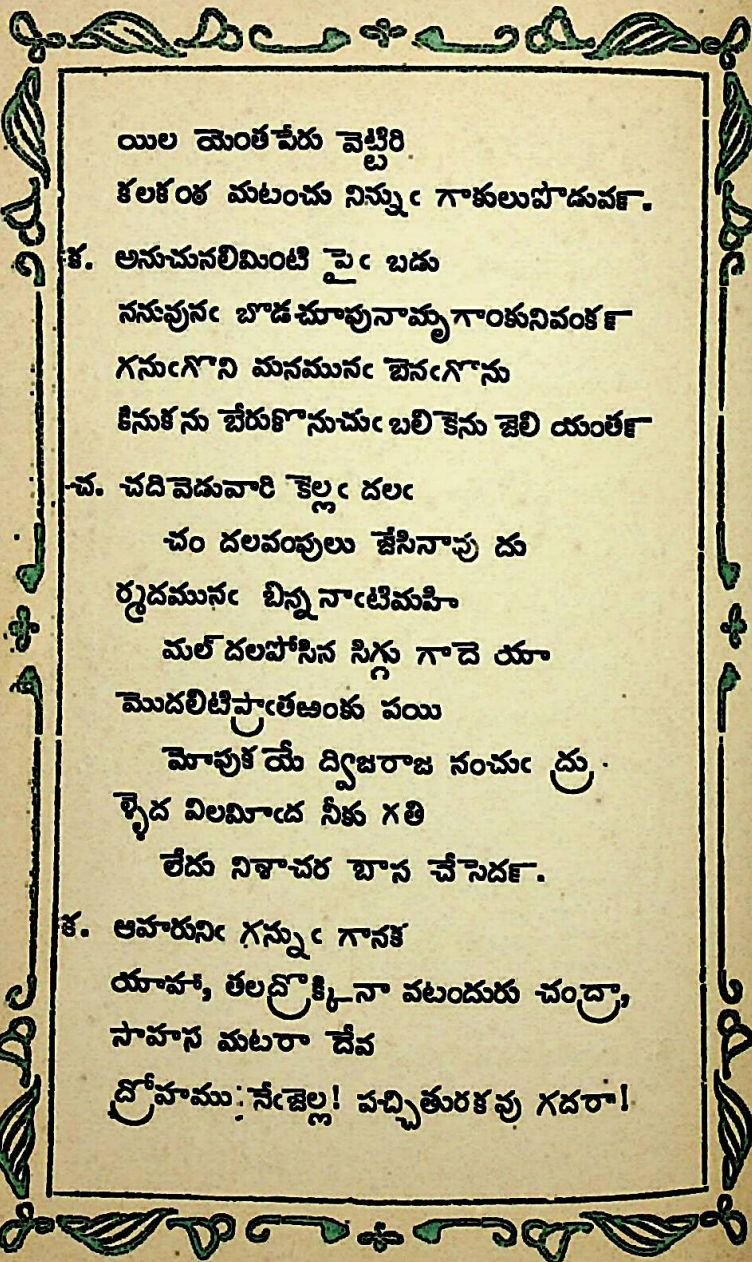 యిల యెంతపేరు వెట్టిరి
కలకంఠ మటంచు నిన్నుఁ గాకులుపొడువన్.
క. అనుచునలిమింటి పైఁ బడు
ననువునఁ బొడచూపునామృగాంకునివంకన్
గనుఁగొని మనమునఁ బెనఁగొను
కినుకను బేరుకొనుచుఁ బలికెను జెలి యంతన్
చ. చదివెడువారి కెల్లఁ దలఁ
చం దలవంపులు జేసినావు దు
ర్మదమునఁ బిన్ననాఁటిమహి
మల్ దలపోసిన సిగ్గు గాదె యా
మొదలిటిప్రాఁతఱంకు పయి
మోపుకయే ద్విజరాజ నంచుఁ ద్రు
ళ్ళెద విలమీఁద నీకు గతి
లేదు నిశాచర బాస చేసెదన్.
క. ఆహరునిఁ గన్నుఁ గానక
యాహా, తలద్రొక్కినా వటందురు చంద్రా,
సాహస మటరా దేవ
ద్రోహము నేఁజెల్ల! పచ్చితురకవు గదరా!